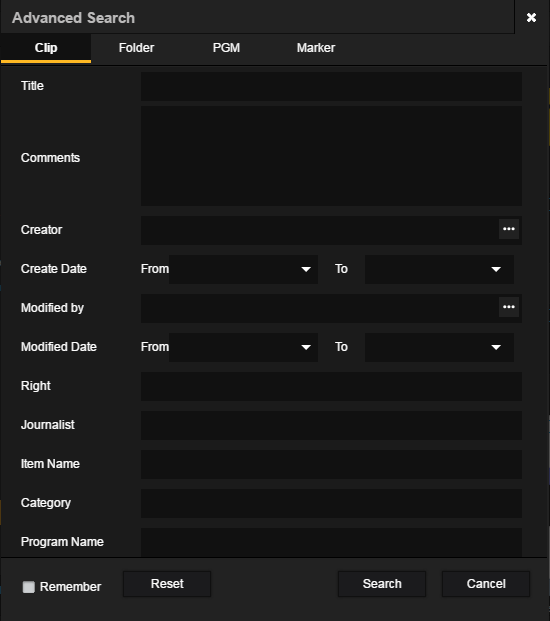 Advanced Search
Clip Folder PGM Marker
Title
Comments
Creator
Create Date From To
Modified by
Modified Date From To
Right
Journalist
Item Name
Category
Program Name
Remember Reset Search Cancel